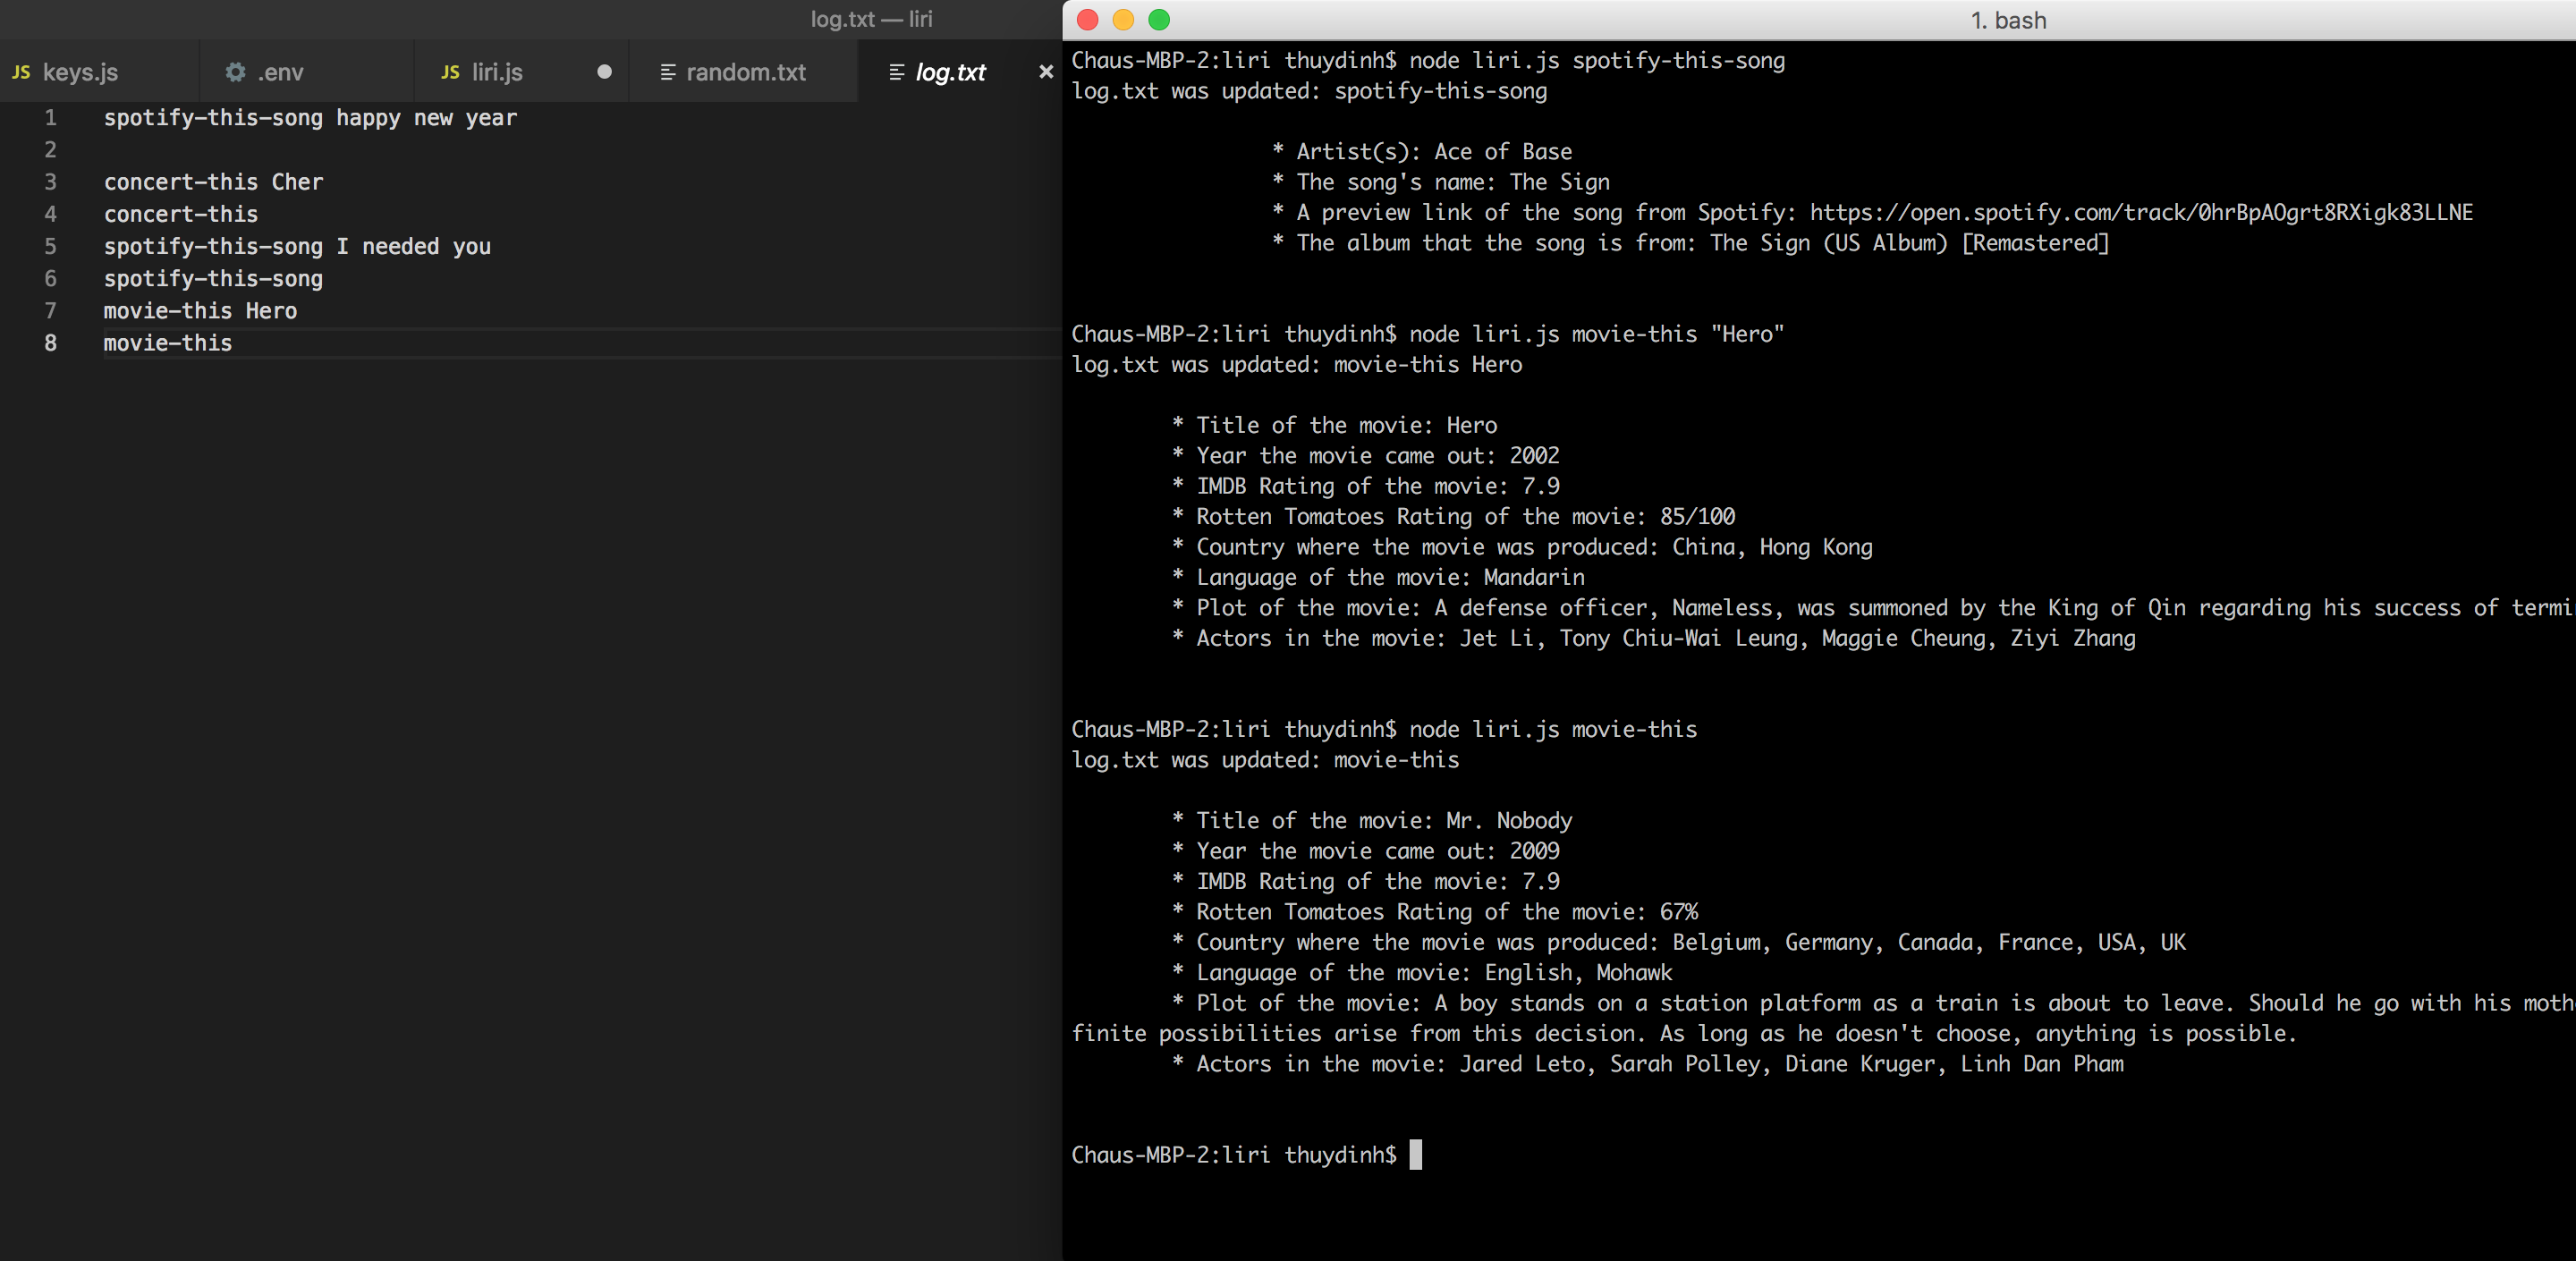 log.txt — liri
JS keys.js
.env
JS liri.js
random.txt
log.txt
1 spotify-this-song happy new year
2
3 concert-this Cher
4 concert-this
5 spotify-this-song I needed you
6 spotify-this-song
7 movie-this Hero
8 movie-this
1. bash
Chaus-MBP-2:liri thuydinh$ node liri.js spotify-this-song
log.txt was updated: spotify-this-song
* Artist(s): Ace of Base
* The song's name: The Sign
* A preview link of the song from Spotify: https://open.spotify.com/track/0hrBpAOgrt8RXigk83LLNE
* The album that the song is from: The Sign (US Album) [Remastered]
Chaus-MBP-2:liri thuydinh$ node liri.js movie-this "Hero"
log.txt was updated: movie-this Hero
* Title of the movie: Hero
* Year the movie came out: 2002
* IMDB Rating of the movie: 7.9
* Rotten Tomatoes Rating of the movie: 85/100
* Country where the movie was produced: China, Hong Kong
* Language of the movie: Mandarin
* Plot of the movie: A defense officer, Nameless, was summoned by the King of Qin regarding his success of termi
* Actors in the movie: Jet Li, Tony Chiu-Wai Leung, Maggie Cheung, Ziyi Zhang
Chaus-MBP-2:liri thuydinh$ node liri.js movie-this
log.txt was updated: movie-this
* Title of the movie: Mr. Nobody
* Year the movie came out: 2009
* IMDB Rating of the movie: 7.9
* Rotten Tomatoes Rating of the movie: 67%
* Country where the movie was produced: Belgium, Germany, Canada, France, USA, UK
* Language of the movie: English, Mohawk
* Plot of the movie: A boy stands on a station platform as a train is about to leave. Should he go with his moth
finite possibilities arise from this decision. As long as he doesn't choose, anything is possible.
* Actors in the movie: Jared Leto, Sarah Polley, Diane Kruger, Linh Dan Pham
Chaus-MBP-2:liri thuydinh$